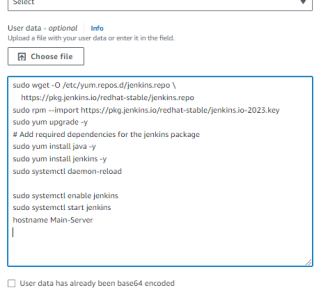 Select
User data - optional Info
Upload a file with your user data or enter it in the field.
Choose file
sudo wget -O /etc/yum.repos.d/jenkins.repo \
https://pkg.jenkins.io/redhat-stable/jenkins.repo
sudo rpm --import https://pkg.jenkins.io/redhat-stable/jenkins.io-2023.key
sudo yum upgrade -y
# Add required dependencies for the jenkins package
sudo yum install java -y
sudo yum install jenkins -y
sudo systemctl daemon-reload
sudo systemctl enable jenkins
sudo systemctl start jenkins
hostname Main-Server
User data has already been base64 encoded